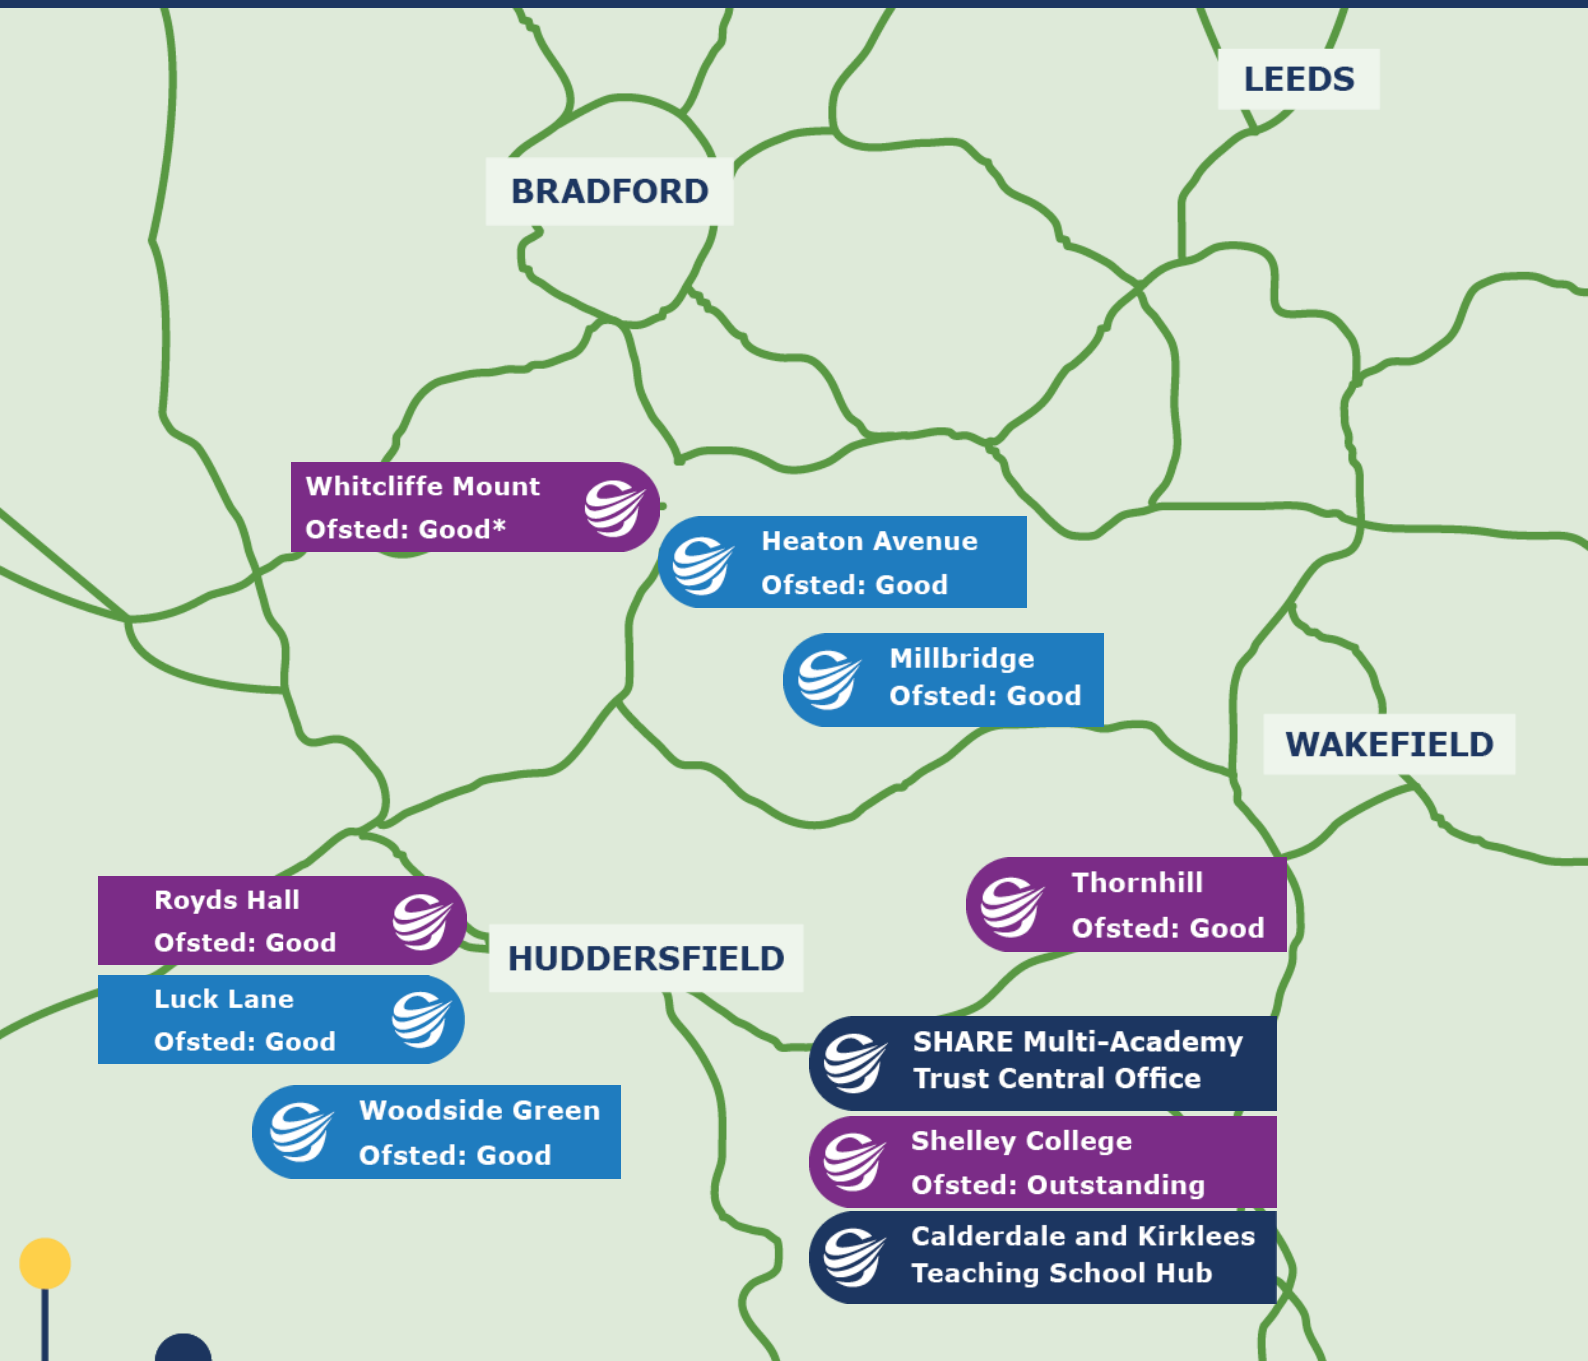 LEEDS
BRADFORD
Whitcliffe Mount
Ofsted: Good*
Heaton Avenue
Ofsted: Good
Millbridge
Ofsted: Good
WAKEFIELD
Royds Hall
Ofsted: Good
Thornhill
Ofsted: Good
HUDDERSFIELD
Luck Lane
Ofsted: Good
SHARE Multi-Academy
Trust Central Office
Woodside Green
Ofsted: Good
Shelley College
Ofsted: Outstanding
Calderdale and Kirklees
Teaching School Hub